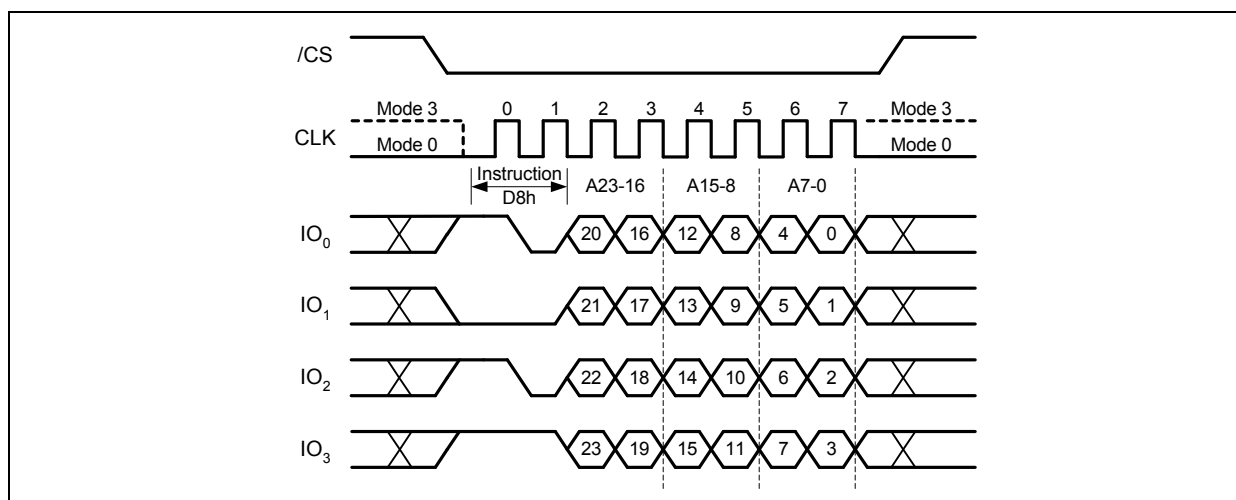 /CS
Mode 3 0 1 2 3 4 5 6 7 Mode 3
CLK
Mode 0 Mode 0
Instruction A23-16 A15-8 A7-0
D8h
IO0 20 16 12 8 4 0
IO1 21 17 13 9 5 1
IO2 22 18 14 10 6 2
IO3 23 19 15 11 7 3